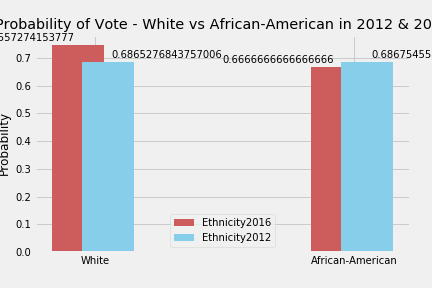 Probability of Vote - White vs African-American in 2012 & 20
557274153777
0.6865276843757006
0.6666666666666666
0.68675455
Probability
0.7
0.6
0.5
0.4
0.3
0.2
0.1
0.0
Ethnicity2016
Ethnicity2012
White
African-American